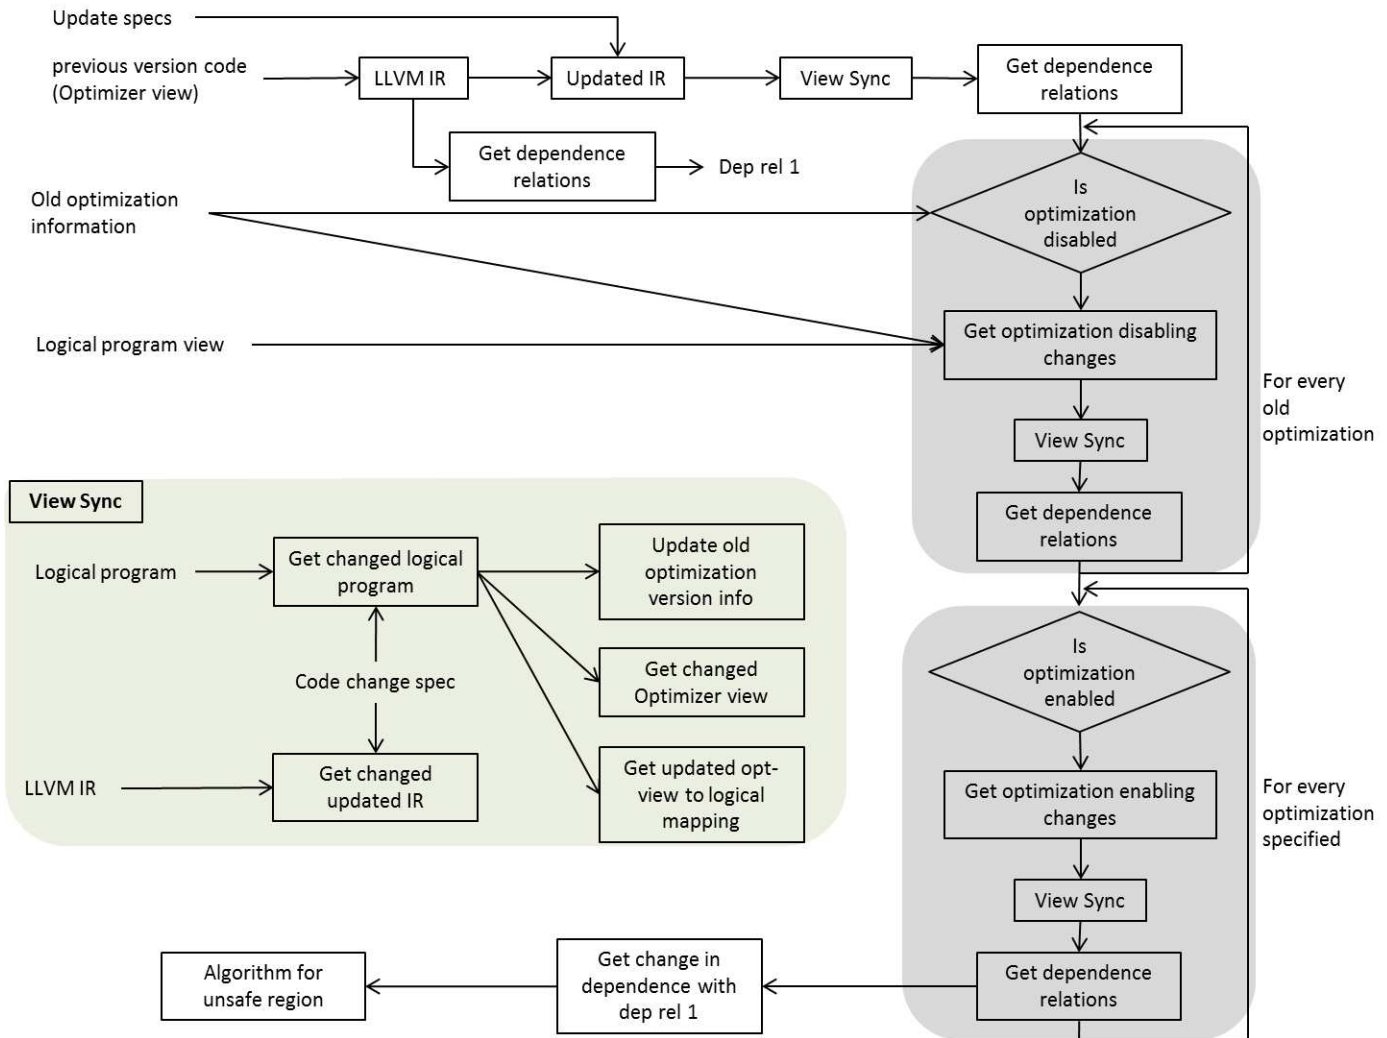 Update specs
previous version code
(Optimizer view)
LLVM IR
Updated IR
View Sync
Get dependence
relations
Get dependence
relations
Dep rel 1
Old optimization
information
Is
optimization
disabled
Logical program view
Get optimization disabling
changes
For every
old
optimization
View Sync
Get dependence
relations
View Sync
Logical program
Get changed logical
program
Update old
optimization
version info
Code change spec
Get changed
Optimizer view
LLVM IR
Get changed
updated IR
Get updated opt-
view to logical
mapping
Is
optimization
enabled
Get optimization enabling
changes
For every
optimization
specified
View Sync
Get dependence
relations
Get change in
dependence with
dep rel 1
Algorithm for
unsafe region